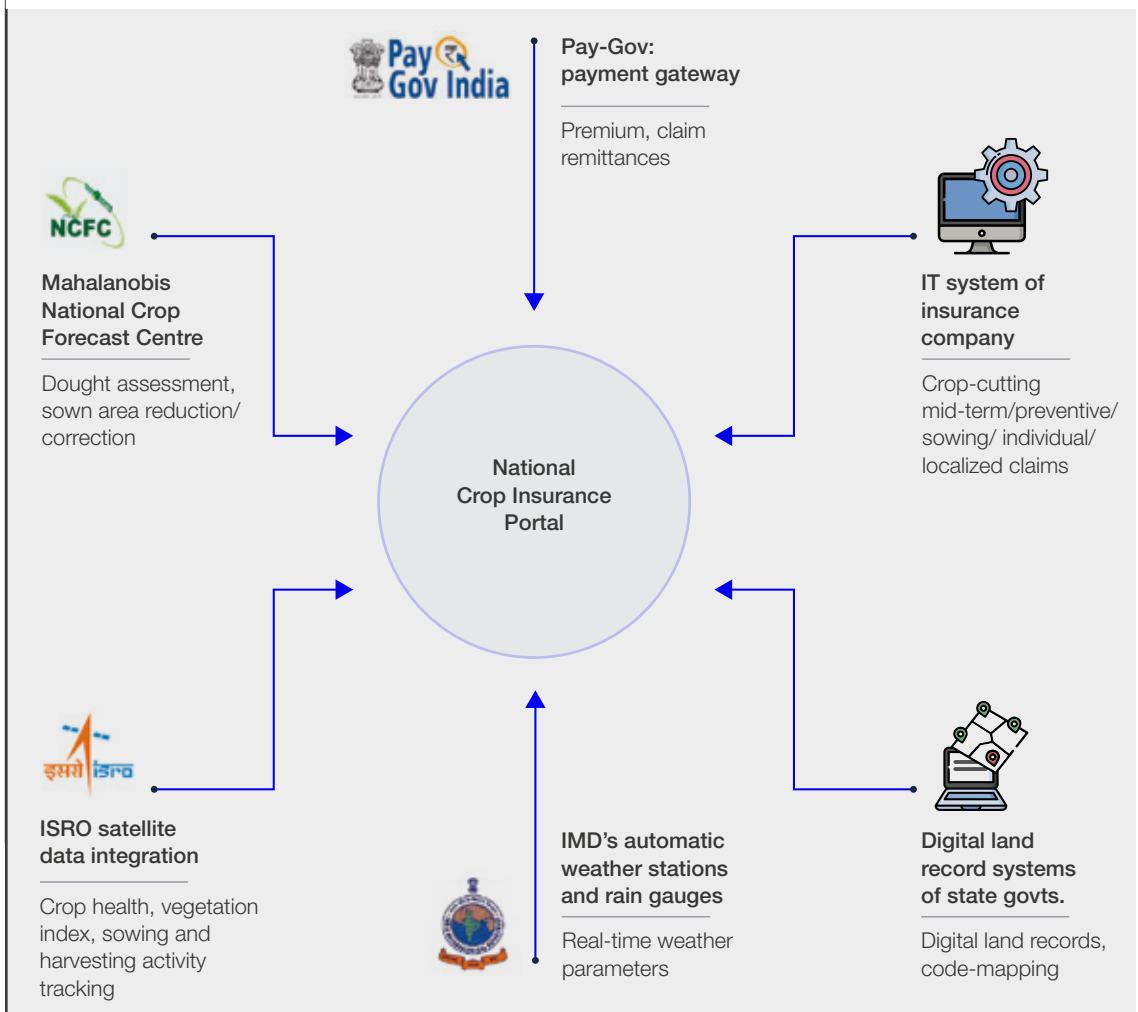 Pay
Gov India
Pay-Gov:
payment gateway
Premium, claim
remittances
NCFC
Mahalanobis
National Crop
Forecast Centre
Dought assessment,
sown area reduction/
correction
IT system of
insurance
company
Crop-cutting
mid-term/preventive/
sowing/ individual/
localized claims
National
Crop Insurance
Portal
इसरो isro
ISRO satellite
data integration
Crop health, vegetation
index, sowing and
harvesting activity
tracking
IMD’s automatic
weather stations
and rain gauges
Real-time weather
parameters
Digital land
record systems
of state govts.
Digital land records,
code-mapping